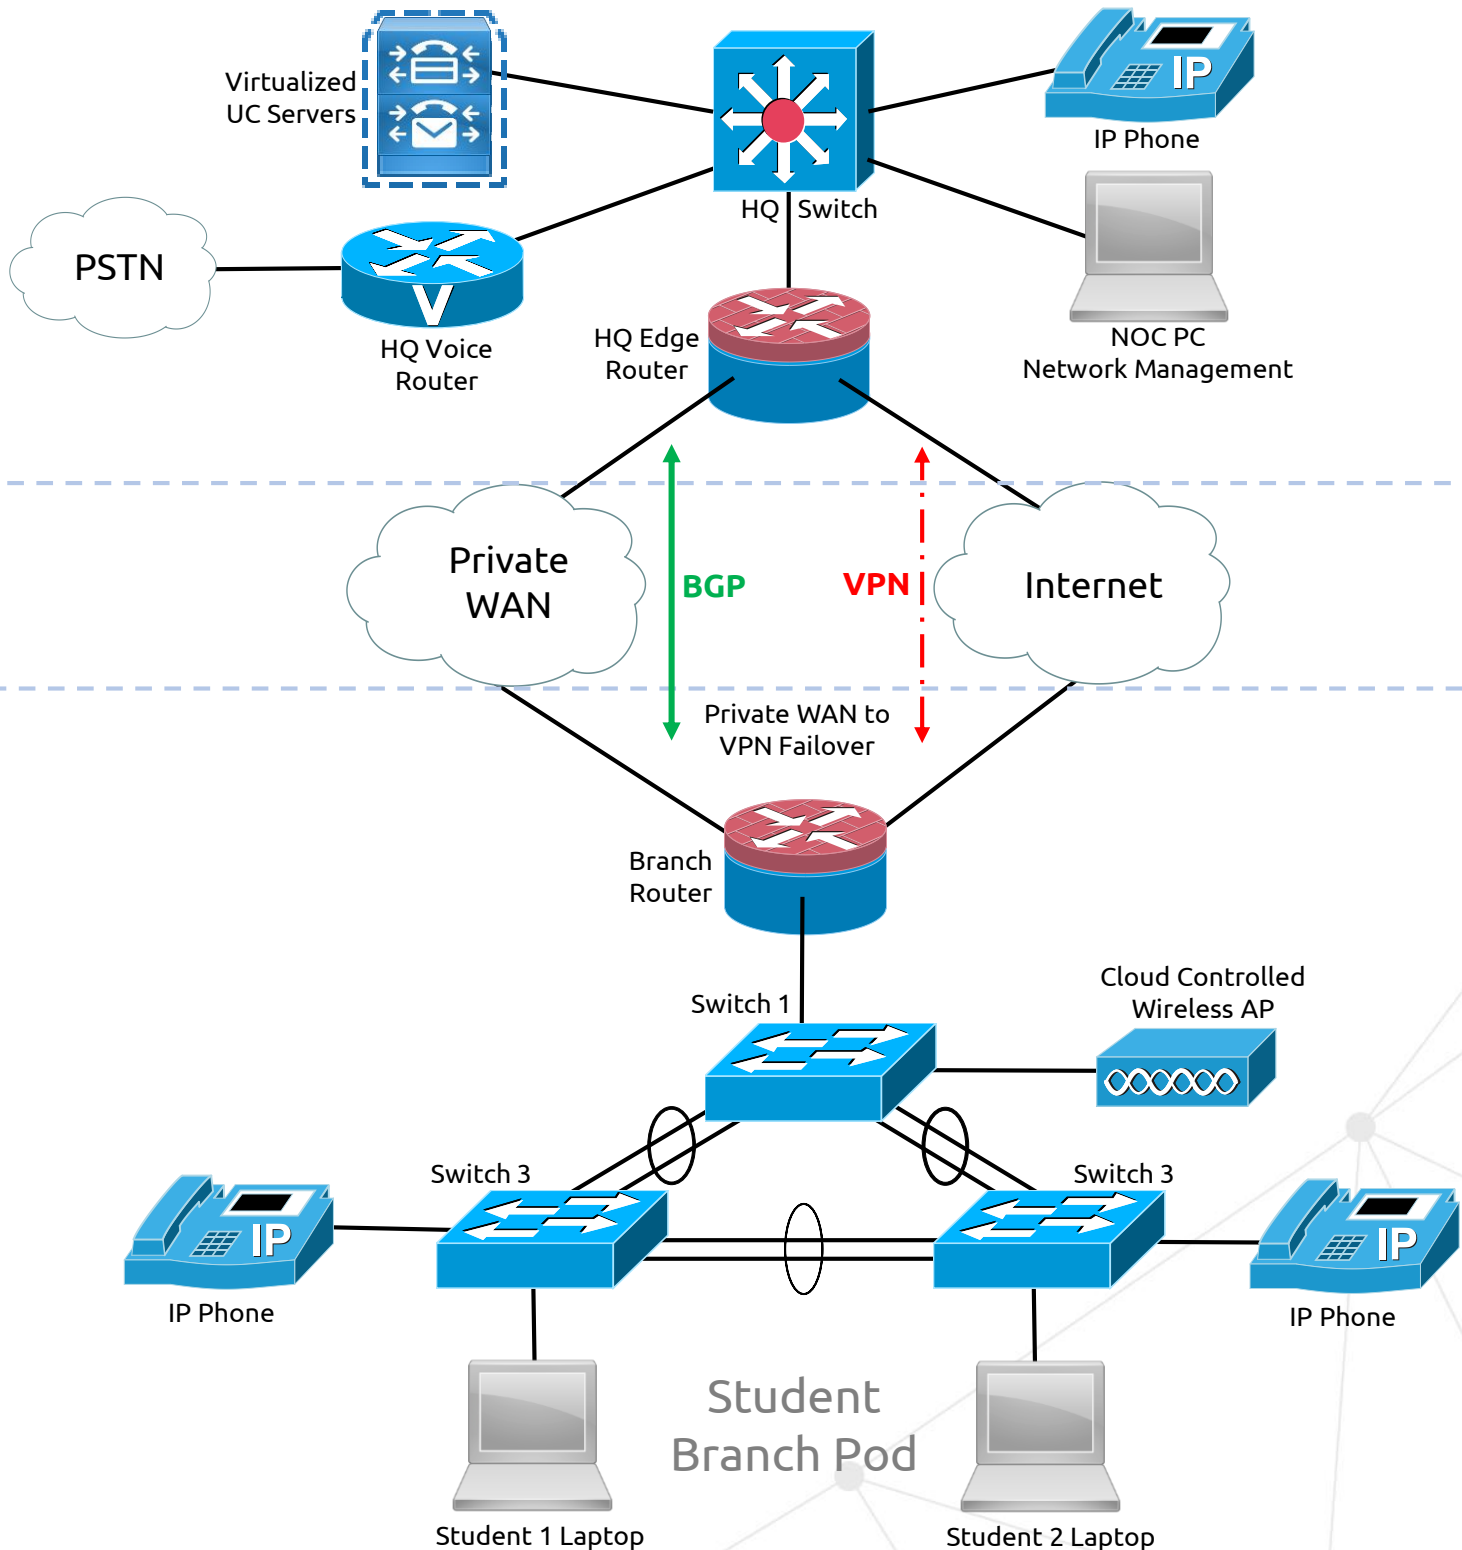 Virtualized
UC Servers
IP
IP Phone
HQ Switch
PSTN
V
HQ Voice
Router
HQ Edge
Router
NOC PC
Network Management
Private
WAN
BGP
VPN
Internet
Private WAN to
VPN Failover
Branch
Router
Cloud Controlled
Wireless AP
Switch 1
Switch 3
Switch 3
IP
IP Phone
IP
IP Phone
Student
Branch Pod
Student 1 Laptop
Student 2 Laptop